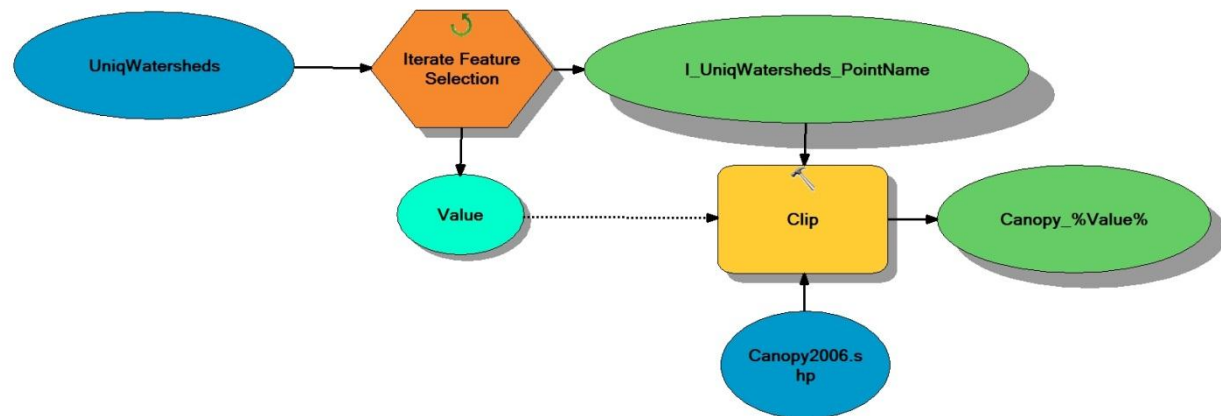 UniqWatersheds
Iterate Feature
Selection
I_UniqWatersheds_PointName
Value
Clip
Canopy_%Value%
Canopy2006.s
hp